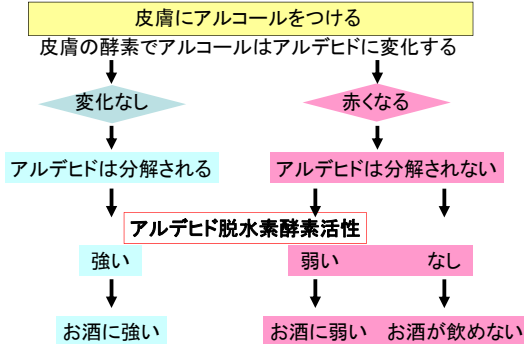 皮膚にアルコールをつける
皮膚の酵素でアルコールはアルデヒドに変化する
変化なし
赤くなる
アルデヒドは分解される
アルデヒドは分解されない
アルデヒド脱水素酵素活性
強い
弱い
なし
お酒に強い
お酒に弱い
お酒が飲めない